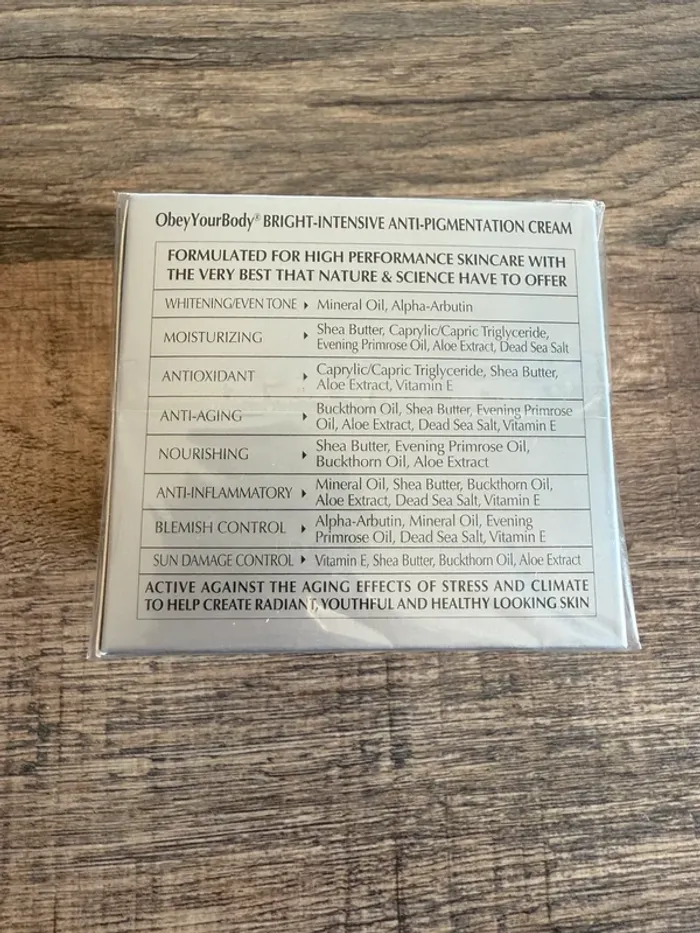 ObeyYourBody® BRIGHT-INTENSIVE ANTI-PIGMENTATION CREAM
FORMULATED FOR HIGH PERFORMANCE SKINCARE WITH
THE VERY BEST THAT NATURE & SCIENCE HAVE TO OFFER
WHITENING/EVEN TONE ▸ Mineral Oil, Alpha-Arbutin
MOISTURIZING ▸ Shea Butter, Caprylic/Capric Triglyceride,
Evening Primrose Oil, Aloe Extract, Dead Sea Salt
ANTIOXIDANT ▸ Caprylic/Capric Triglyceride, Shea Butter,
Aloe Extract, Vitamin E
ANTI-AGING ▸ Buckthorn Oil, Shea Butter, Evening Primrose
Oil, Aloe Extract, Dead Sea Salt, Vitamin E
NOURISHING ▸ Shea Butter, Evening Primrose Oil,
Buckthorn Oil, Aloe Extract
ANTI-INFLAMMATORY ▸ Mineral Oil, Shea Butter, Buckthorn Oil,
Aloe Extract, Dead Sea Salt, Vitamin E
BLEMISH CONTROL ▸ Alpha-Arbutin, Mineral Oil, Evening
Primrose Oil, Dead Sea Salt, Vitamin E
SUN DAMAGE CONTROL ▸ Vitamin E, Shea Butter, Buckthorn Oil, Aloe Extract
ACTIVE AGAINST THE AGING EFFECTS OF STRESS AND CLIMATE
TO HELP CREATE RADIANT, YOUTHFUL AND HEALTHY LOOKING SKIN